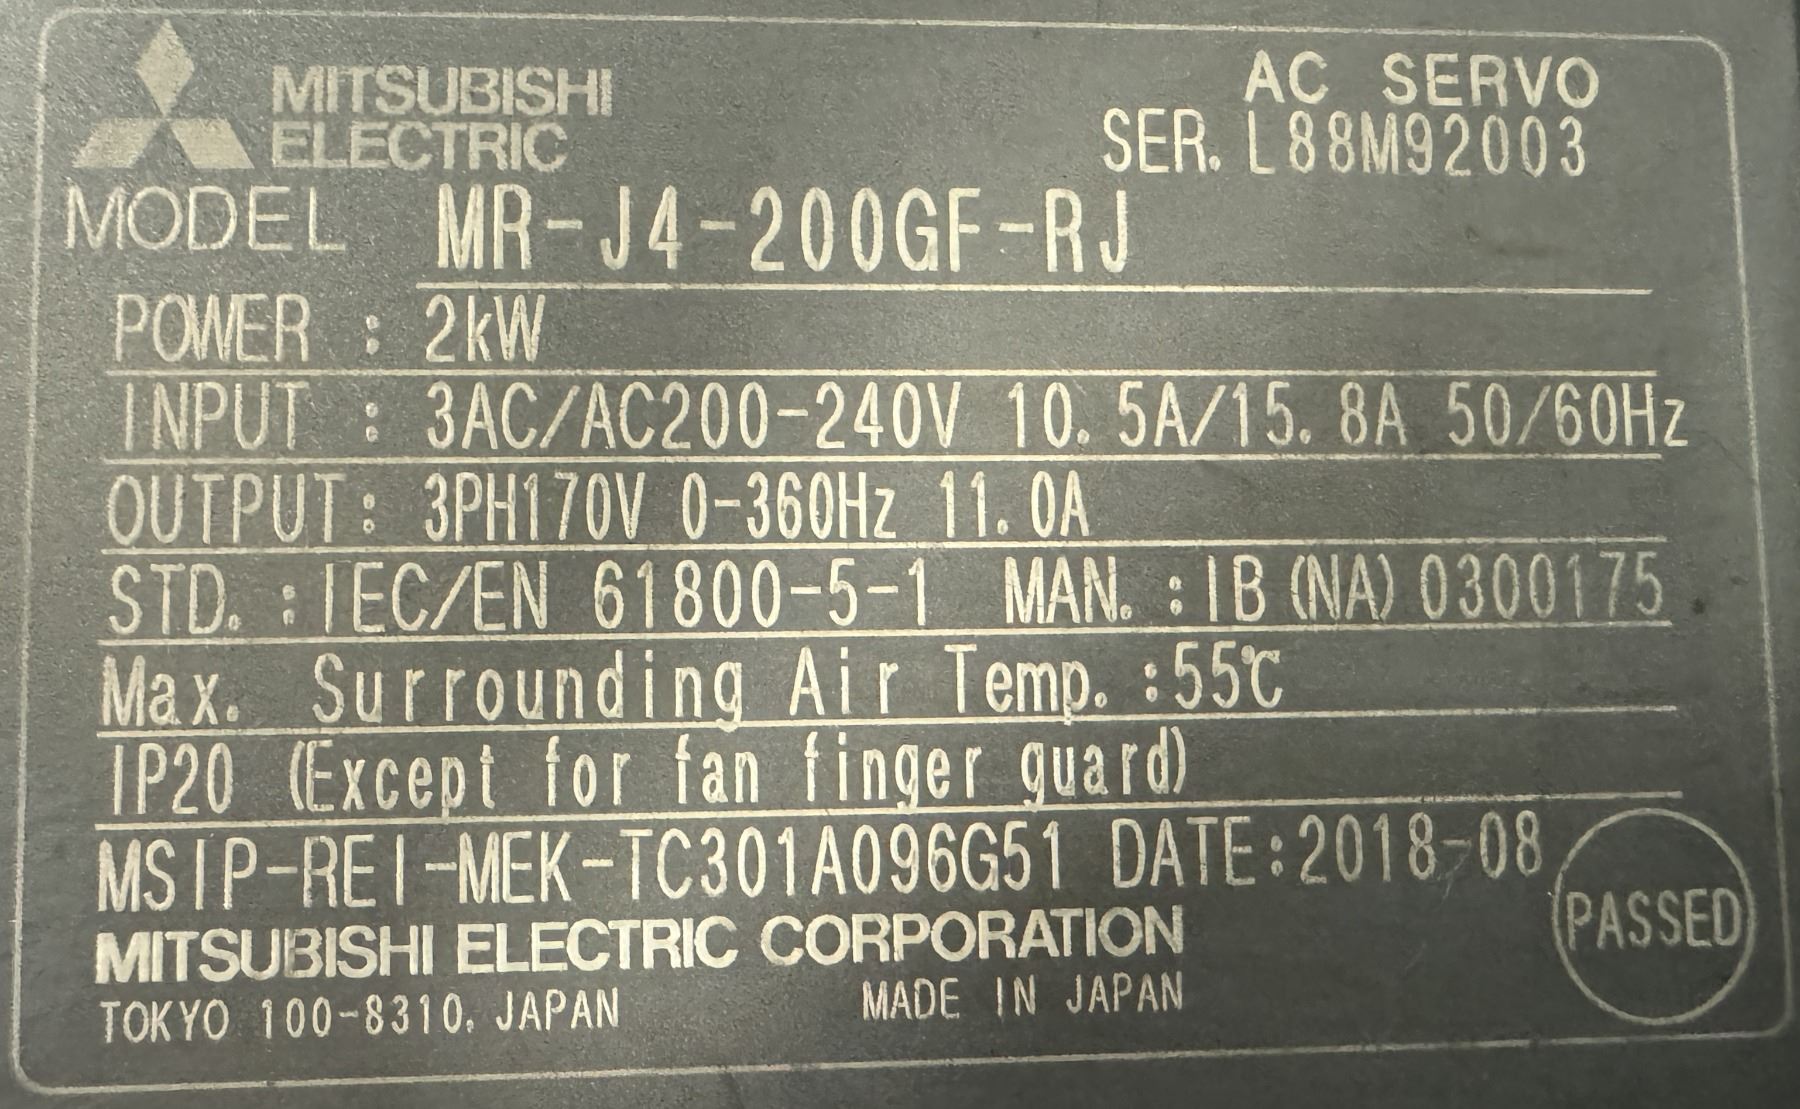 MITSUBISHI ELECTRIC
AC SERVO
SER. L88M92003
MODEL MR-J4-200GF-RJ
POWER : 2kW
INPUT : 3AC/AC200-240V 10.5A/15.8A 50/60Hz
OUTPUT: 3PH170V 0-360Hz 11.0A
STD. : IEC/EN 61800-5-1 MAN. : IB(NA)0300175
Max. Surrounding Air Temp. :55℃
IP20 (Except for fan finger guard)
MSIP-REI-MEK-TC301A096G51 DATE:2018-08
PASSED
MITSUBISHI ELECTRIC CORPORATION
TOKYO 100-8310, JAPAN MADE IN JAPAN